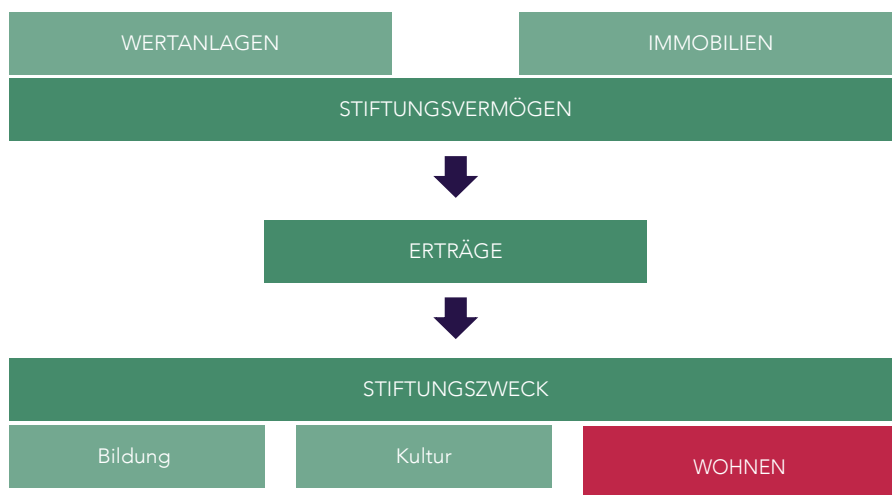 WERTANLAGEN
IMMOBILIEN
STIFTUNGSVERMÖGEN
ERTRÄGE
STIFTUNGSZWECK
Bildung
Kultur
WOHNEN